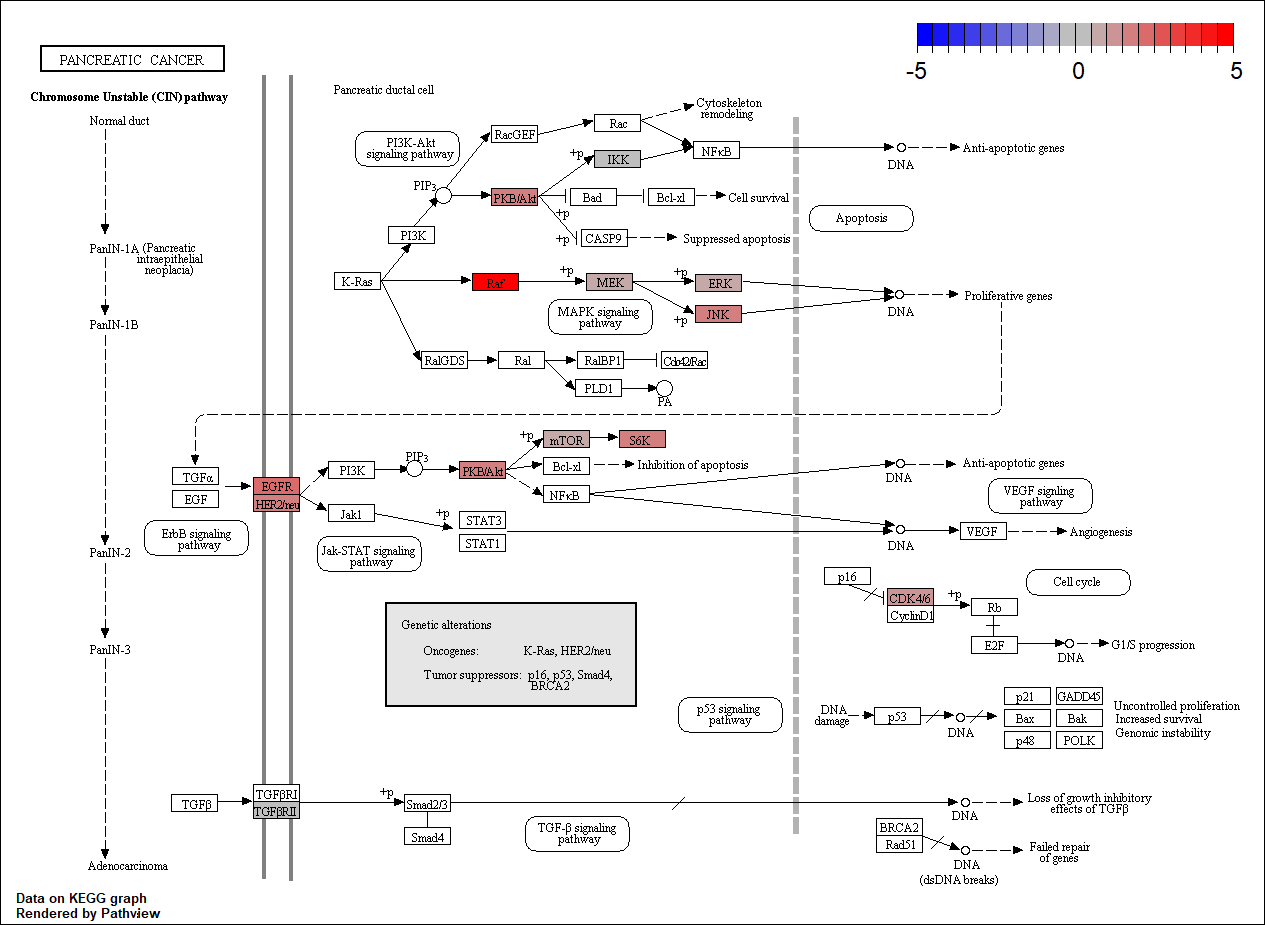 PANCREATIC CANCER
-5 0 5
Chromosome Unstable (CIN) pathway
Normal duct
PanIN-1A (Pancreatic
intraepithelial
neoplacia)
PanIN-1B
PanIN-2
PanIN-3
Adenocarcinoma
Pancreatic ductal cell
PI3K-Akt
signaling pathway
RacGEF
Rac
Cytoskeleton
remodeling
+p
IKK
NFκB
DNA
Anti-apoptotic genes
PIP3
PKB/Akt
Bad
Bcl-xl
Cell survival
+p
+p
CASP9
Suppressed apoptosis
Apoptosis
PI3K
K-Ras
Raf
+p
MEK
+p
ERK
+p
JNK
DNA
Proliferative genes
MAPK signaling
pathway
RalGDS
Ral
RalBP1
Cdc42/Rac
PLD1
PA
TGFα
EGF
EGFR
HER2/neu
ErbB signaling
pathway
PI3K
PIP3
PKB/Akt
+p
mTOR
S6K
Bcl-xl
Inhibition of apoptosis
NFκB
DNA
Anti-apoptotic genes
VEGF signling
pathway
Jak1
+p
STAT3
STAT1
DNA
VEGF
Angiogenesis
Jak-STAT signaling
pathway
p16
CDK4/6
CyclinD1
+p
Rb
E2F
DNA
G1/S progression
Cell cycle
Genetic alterations
Oncogenes: K-Ras, HER2/neu
Tumor suppressors: p16, p53, Smad4,
BRCA2
p53 signaling
pathway
DNA
damage
p53
DNA
p21
GADD45
Bax
Bak
p48
POLK
Uncontrolled proliferation
Increased survival
Genomic instability
TGFβ
TGFβRI
TGFβRII
+p
Smad2/3
Smad4
TGF-β signaling
pathway
DNA
Loss of growth inhibitory
effects of TGFβ
BRCA2
Rad51
DNA
(dsDNA breaks)
Failed repair
of genes
Data on KEGG graph
Rendered by Pathview